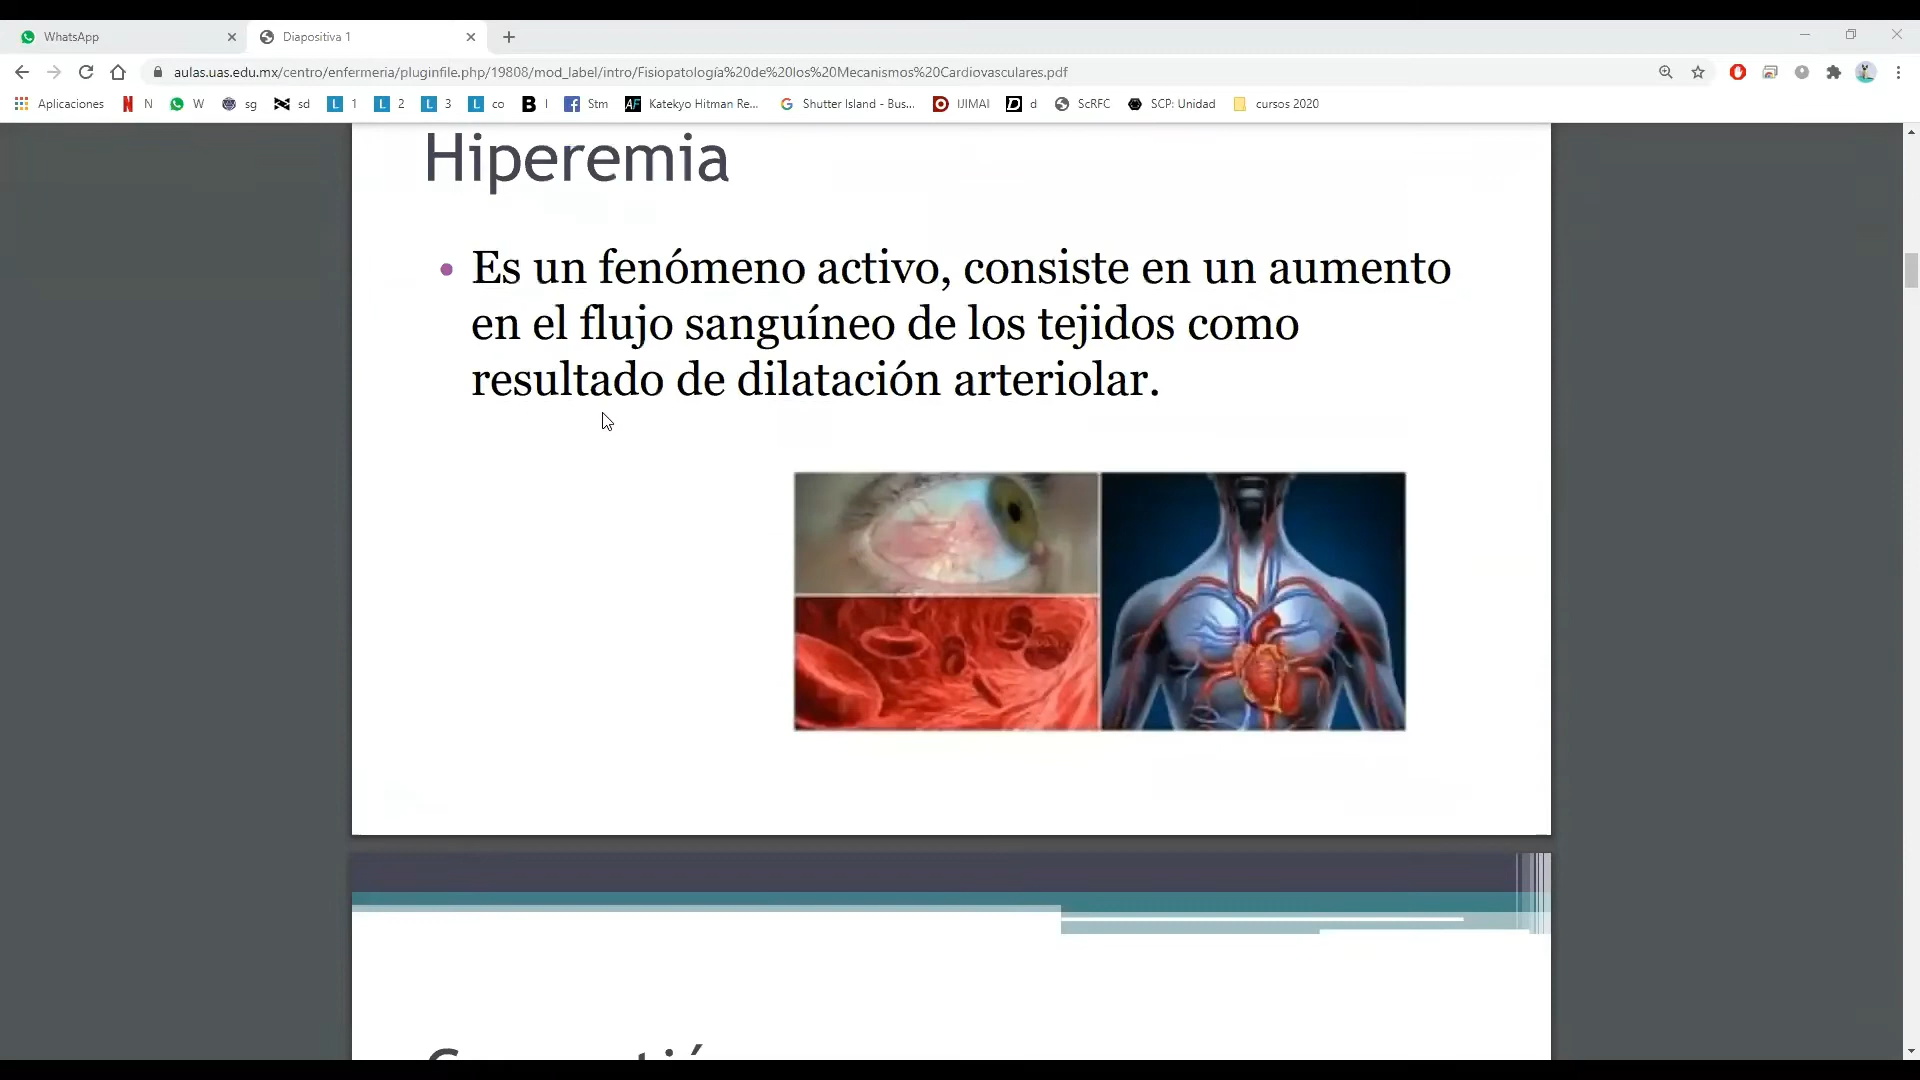 WhatsApp
Diapositiva 1
aulas.uas.edu.mx/centro/enfermeria/pluginfile.php/19808/mod_label/intro/Fisiopatología%20de%20los%20Mecanismos%20Cardiovasculares.pdf
Aplicaciones N W sg sd 1 2 3 co I Stm Katekyo Hitman Re... Shutter Island - Bus... IJIMAI d ScRFC SCP: Unidad cursos 2020
Hiperemia
Es un fenómeno activo, consiste en un aumento
en el flujo sanguíneo de los tejidos como
resultado de dilatación arteriolar.